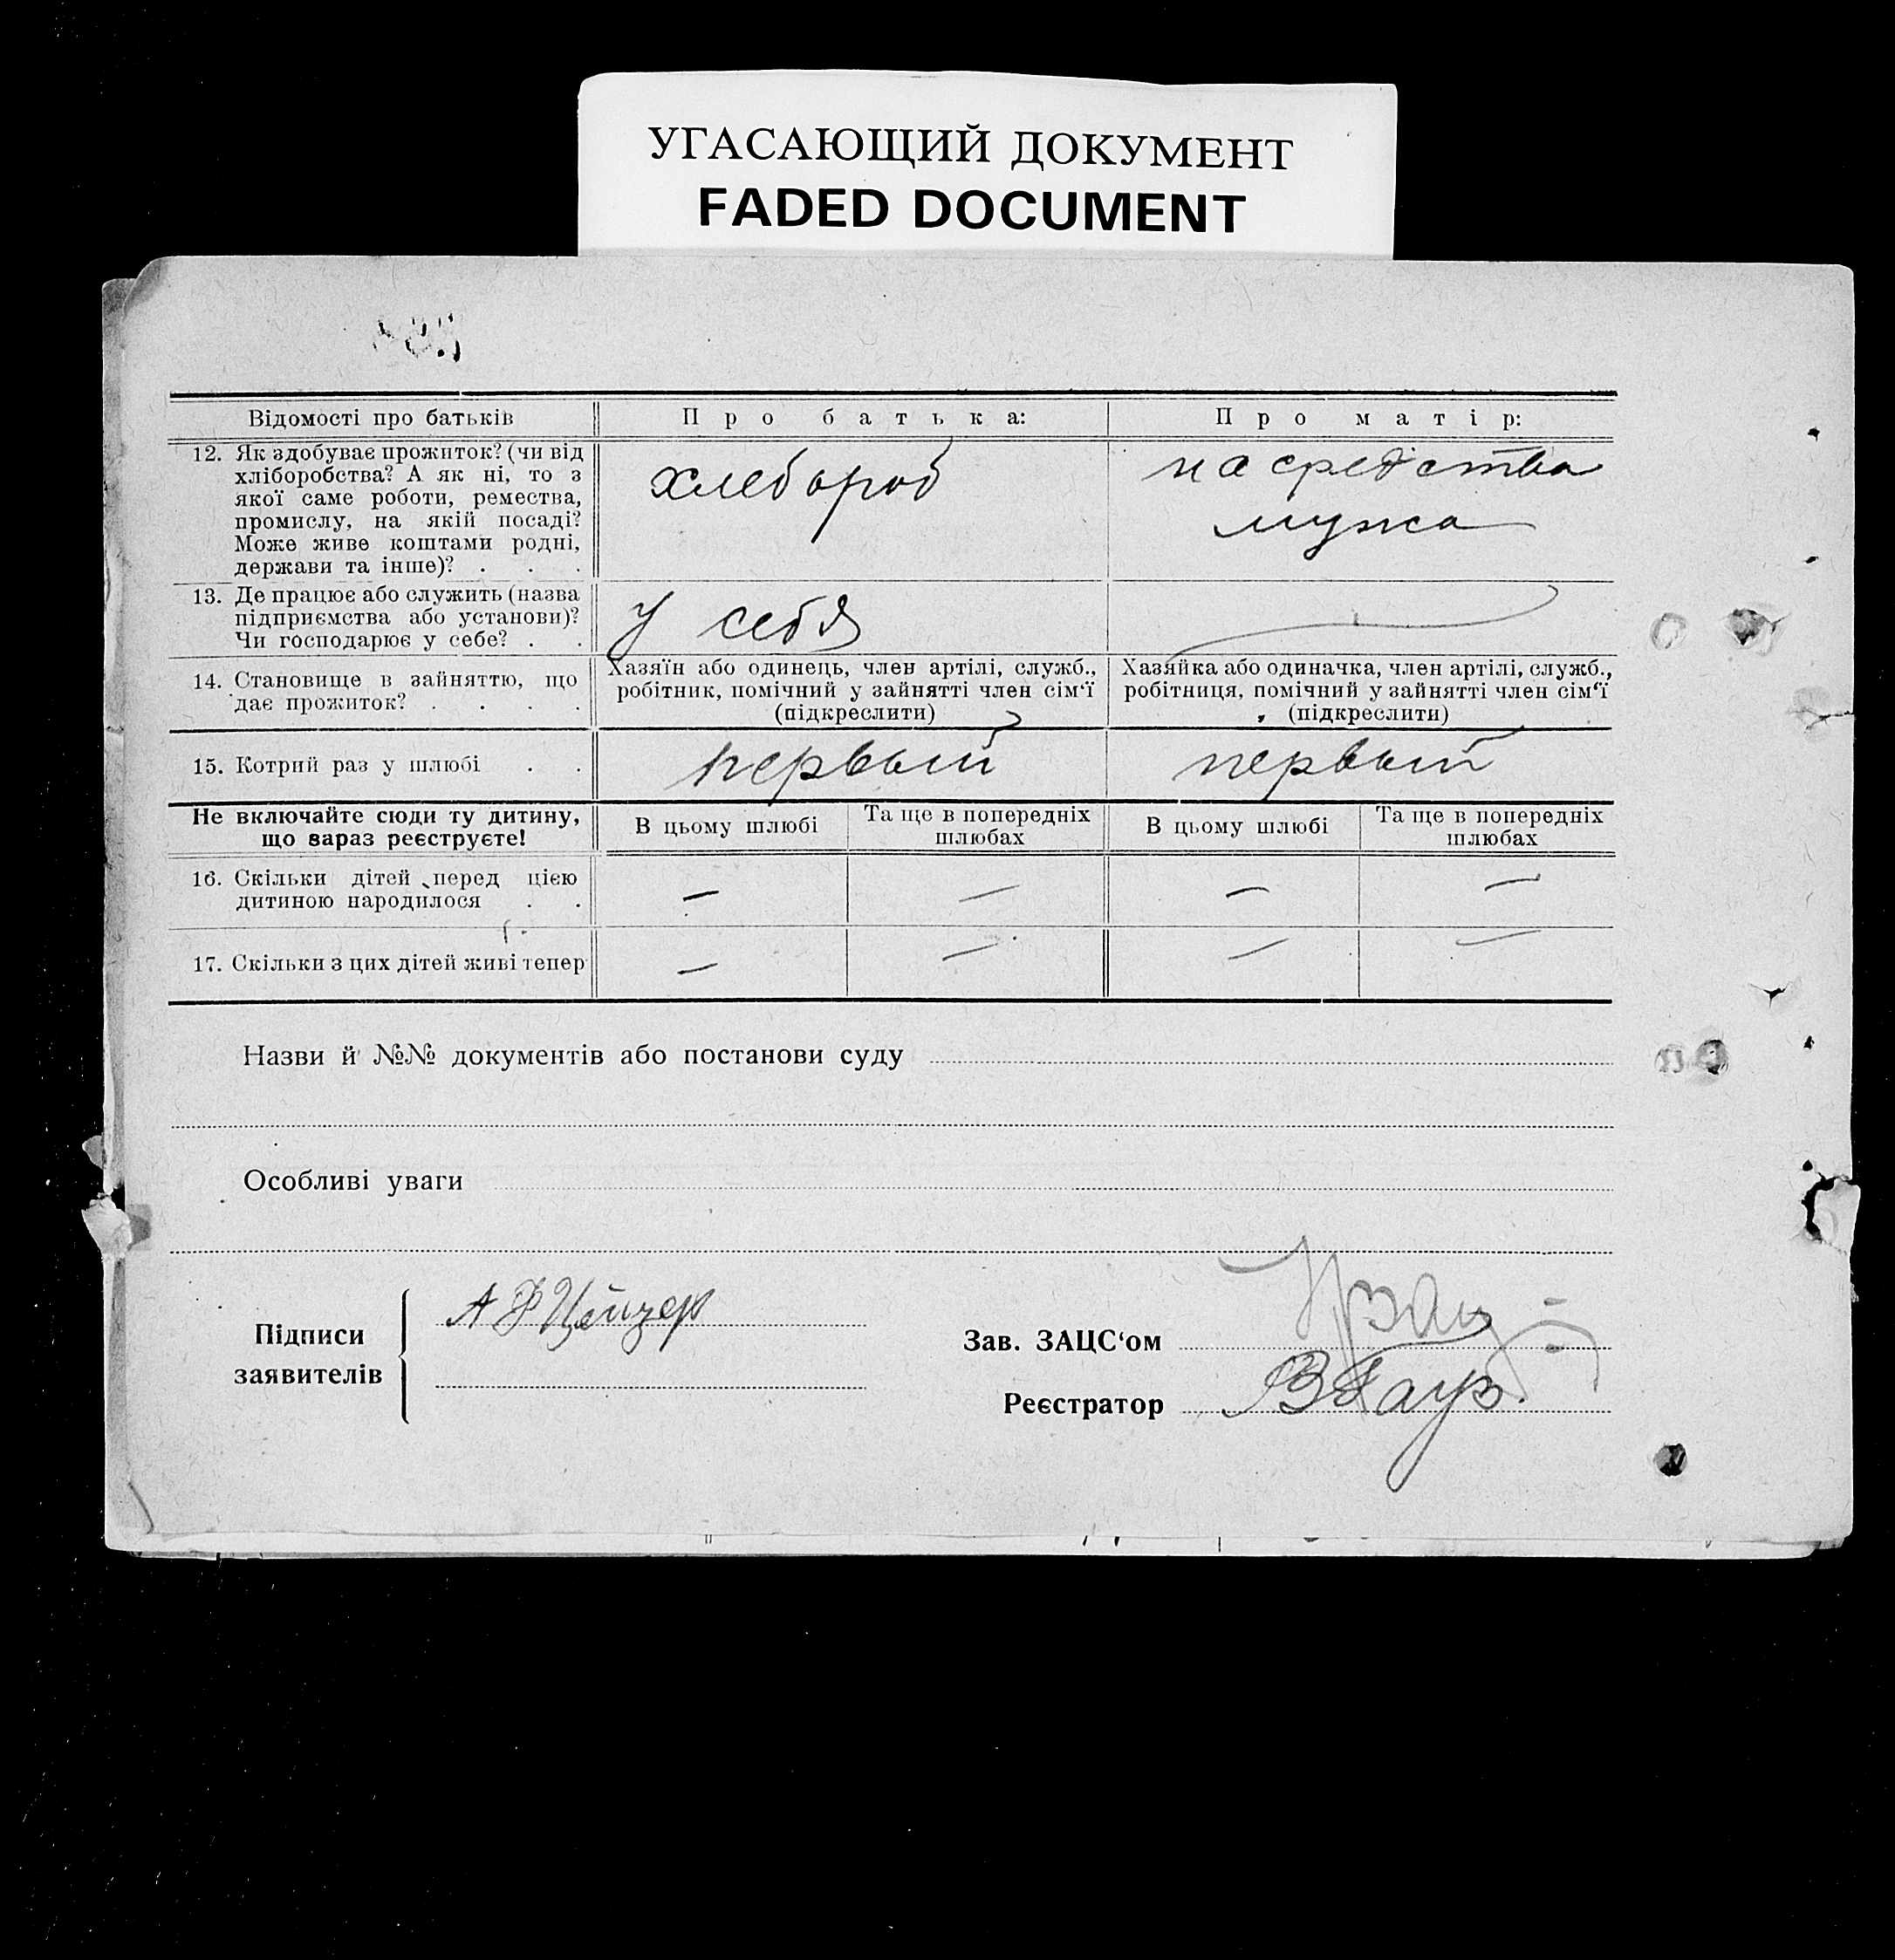 УГАСАЮЩИЙ ДОКУМЕНТ
FADED DOCUMENT
Відомості про батьків
Про батька:
Про матір:
12. Як здобуває прожиток? (чи від
хліборобства? А як ні, то з
якої саме роботи, ремества,
промислу, на якій посаді?
Може живе коштами родні,
держави та інше)? . . .
хлебороб
на средства
мужа
13. Де працює або служить (назва
підприємства або установи)?
Чи господарює у себе? . .
у себя
—
14. Становище в зайняттю, що
дає прожиток? . . . .
Хазяїн або одинець, член артілі, служб.,
робітник, помічний у зайнятті член сім‘ї
(підкреслити)
Хазяйка або одиначка, член артілі, служб.,
робітниця, помічний у зайнятті член сім‘ї
(підкреслити)
15. Котрий раз у шлюбі . .
первый
первый
Не включайте сюди ту дитину,
що зараз реєструєте!
В цьому шлюбі
Та ще в попередніх
шлюбах
В цьому шлюбі
Та ще в попередніх
шлюбах
16. Скільки дітей перед цією
дитиною народилося . .
— — — —
17. Скільки з цих дітей живі тепер
— — — —
Назви й №№ документів або постанови суду
Особливі уваги
Підписи
заявителів
А Ф Цейзер
Зав. ЗАЦС‘ом
Реєстратор